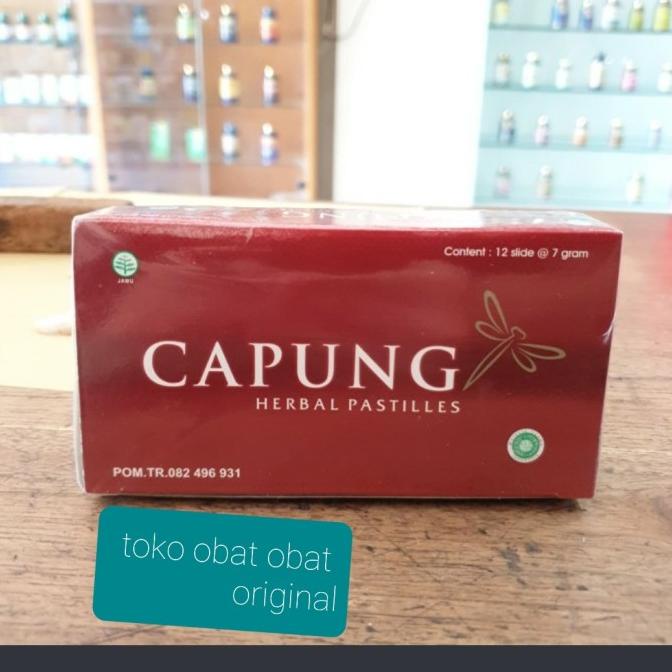 Content : 12 slide @ 7 gram
JAMU
CAPUNG
HERBAL PASTILLES
POM.TR.082 496 931
toko obat obat
original